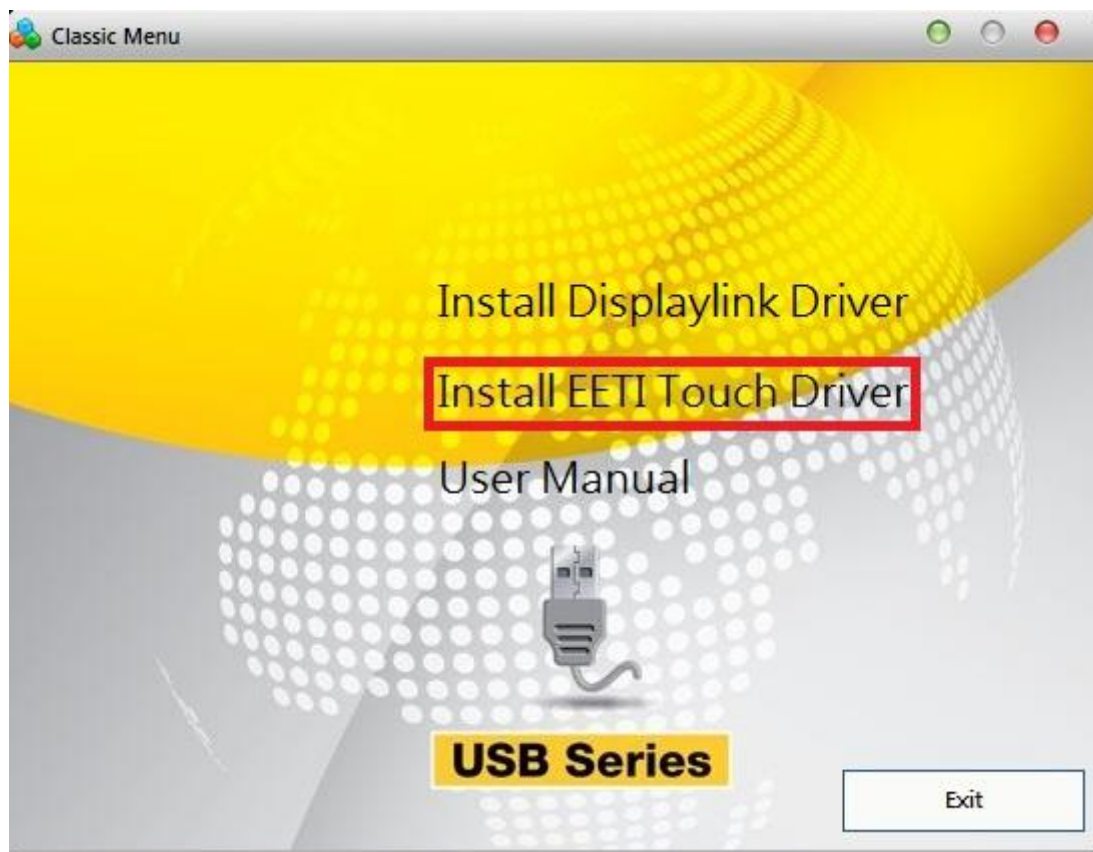 Classic Menu
Install Displaylink Driver
Install EETI Touch Driver
User Manual
USB Series
Exit